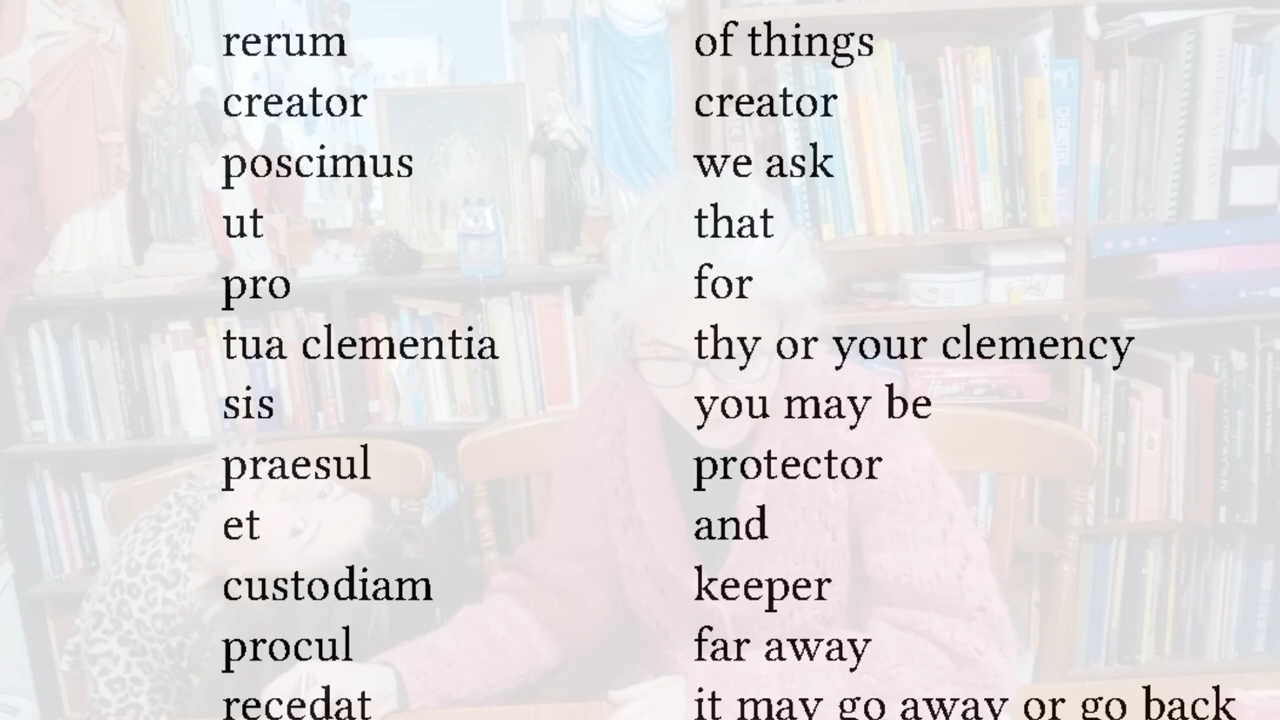 rerum of things
creator creator
poscimus we ask
ut that
pro for
tua clementia thy or your clemency
sis you may be
praesul protector
et and
custodiam keeper
procul far away
recedat it may go away or go back